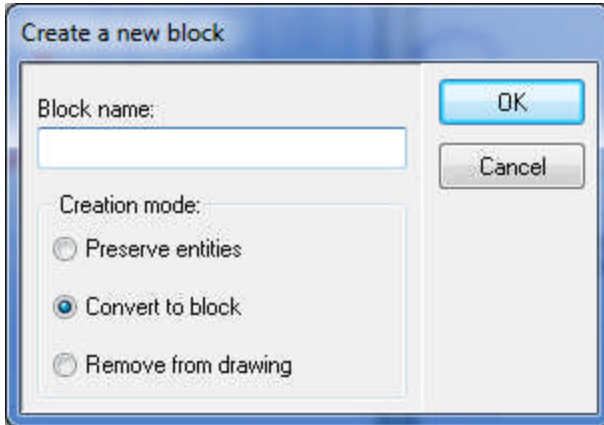 Create a new block
Block name:
OK
Cancel
Creation mode:
Preserve entities
Convert to block
Remove from drawing